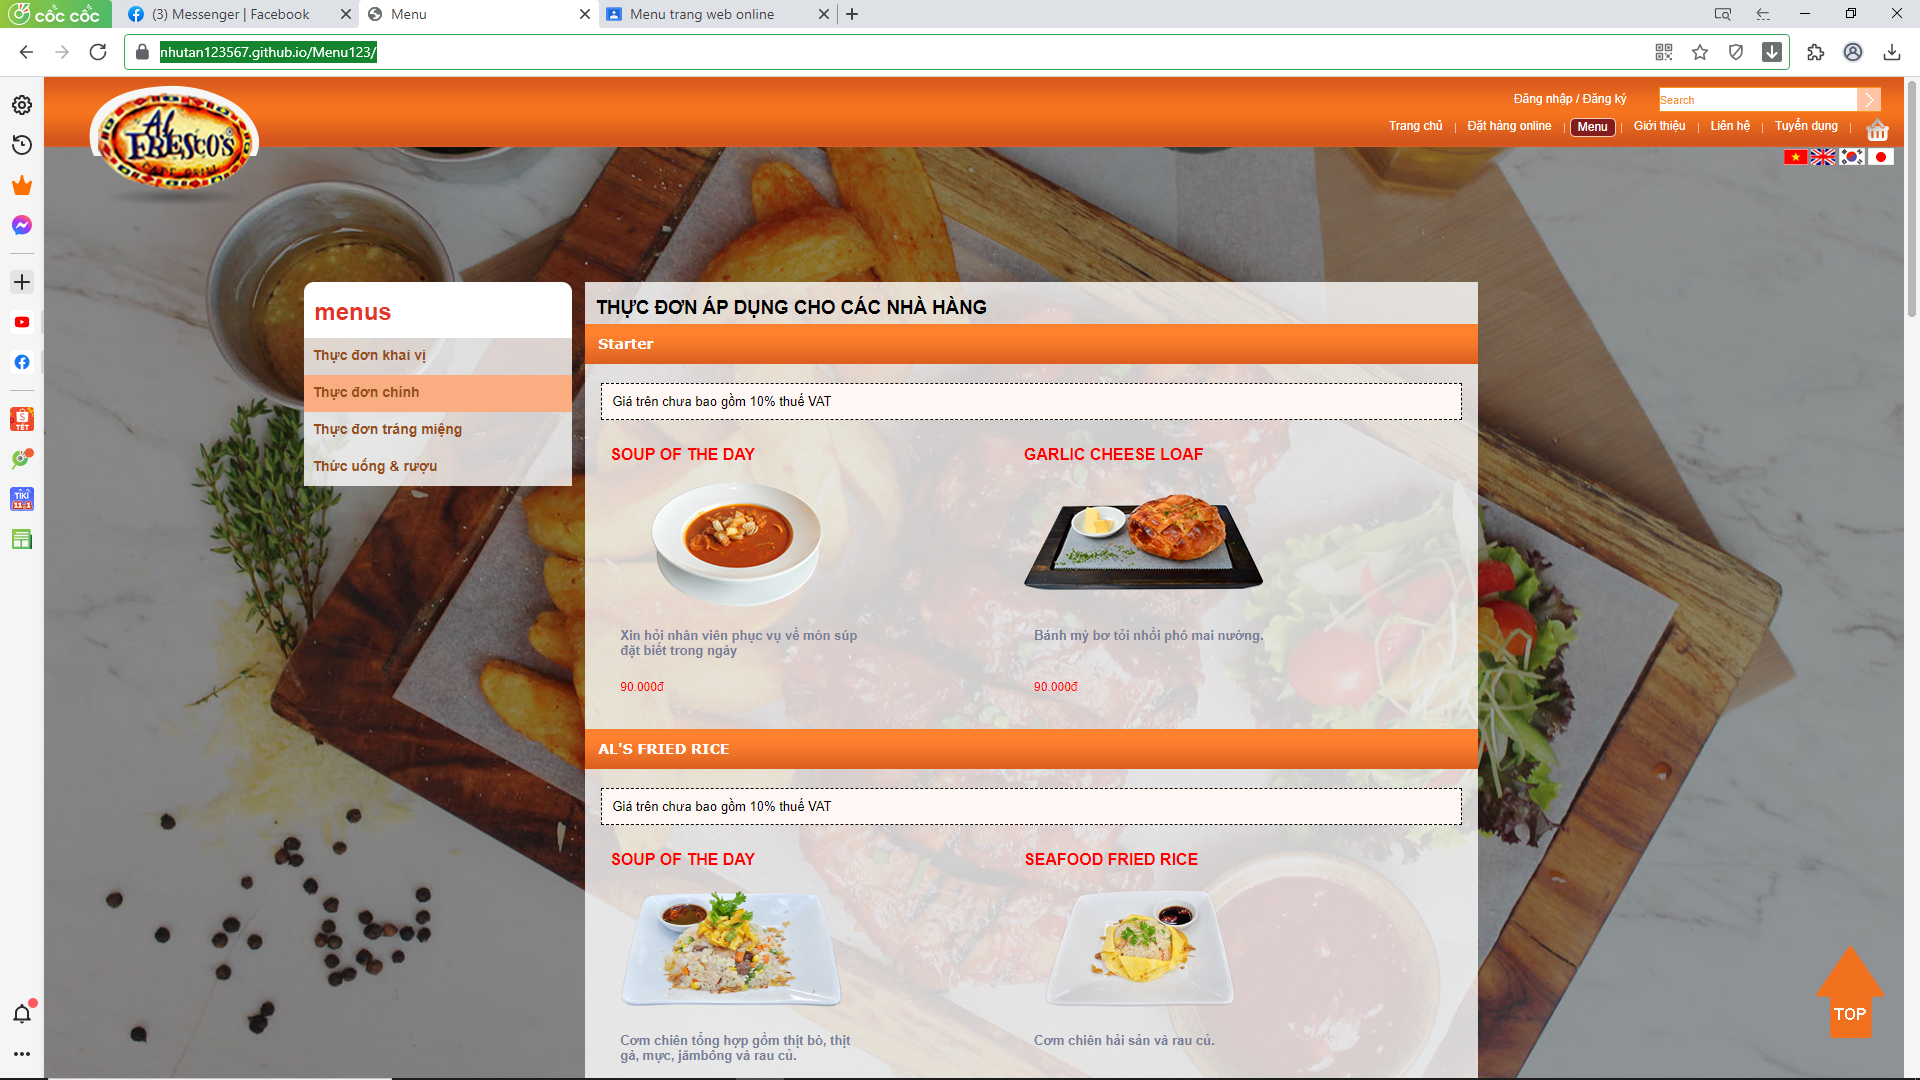 cốc cốc
(3) Messenger | Facebook
Menu
Menu trang web online
nhutan123567.github.io/Menu123/
AL FRESCO'S
Đăng nhập / Đăng ký
Search
Trang chủ | Đặt hàng online | Menu | Giới thiệu | Liên hệ | Tuyển dụng |
menus
Thực đơn khai vị
Thực đơn chính
Thực đơn tráng miệng
Thức uống & rượu
THỰC ĐƠN ÁP DỤNG CHO CÁC NHÀ HÀNG
Starter
Giá trên chưa bao gồm 10% thuế VAT
SOUP OF THE DAY
GARLIC CHEESE LOAF
Xin hỏi nhân viên phục vụ về món súp
đặt biết trong ngày
Bánh mỳ bơ tỏi nhồi phó mai nướng.
90.000đ
90.000đ
AL'S FRIED RICE
Giá trên chưa bao gồm 10% thuế VAT
SOUP OF THE DAY
SEAFOOD FRIED RICE
Cơm chiên tổng hợp gồm thịt bò, thịt
gà, mực, jămbông và rau củ.
Cơm chiên hải sản và rau củ.
TOP
TẾT
TIKI